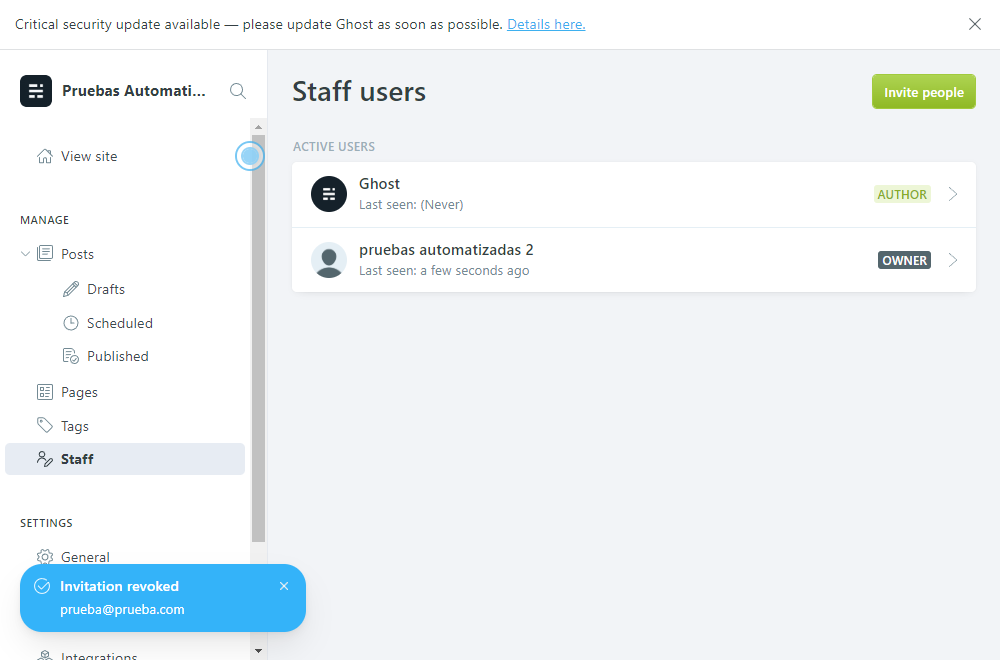 Critical security update available — please update Ghost as soon as possible. Details here.
Pruebas Automati...
View site
MANAGE
Posts
Drafts
Scheduled
Published
Pages
Tags
Staff
SETTINGS
General
Integrations
Invitation revoked
prueba@prueba.com
Staff users
Invite people
ACTIVE USERS
Ghost
Last seen: (Never)
AUTHOR
pruebas automatizadas 2
Last seen: a few seconds ago
OWNER